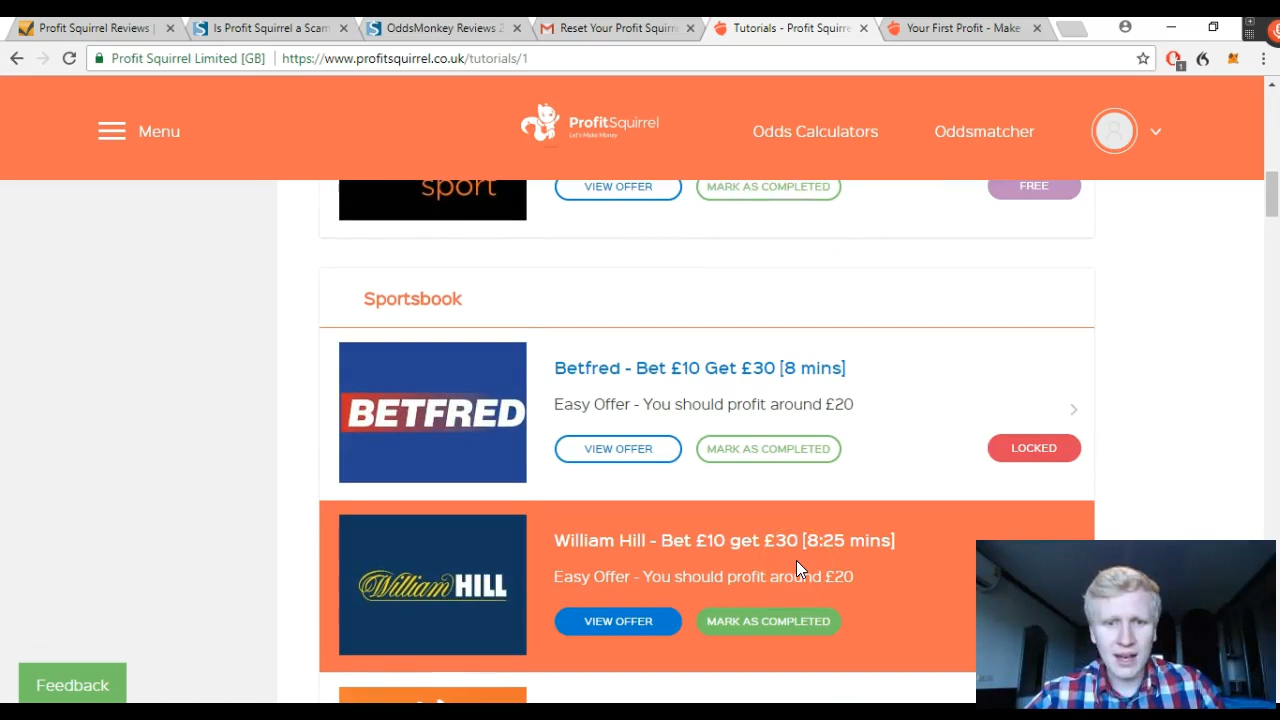 Profit Squirrel Reviews
Is Profit Squirrel a Scam
OddsMonkey Reviews 2
Reset Your Profit Squirre
Tutorials - Profit Squirre
Your First Profit - Make
Profit Squirrel Limited [GB]
https://www.profitsquirrel.co.uk/tutorials/1
1
Menu
ProfitSquirrel
Let's Make Money
Odds Calculators
Oddsmatcher
sport
VIEW OFFER
MARK AS COMPLETED
FREE
Sportsbook
BETFRED
Betfred - Bet £10 Get £30 [8 mins]
Easy Offer - You should profit around £20
VIEW OFFER
MARK AS COMPLETED
LOCKED
William HILL
William Hill - Bet £10 get £30 [8:25 mins]
Easy Offer - You should profit around £20
VIEW OFFER
MARK AS COMPLETED
Feedback